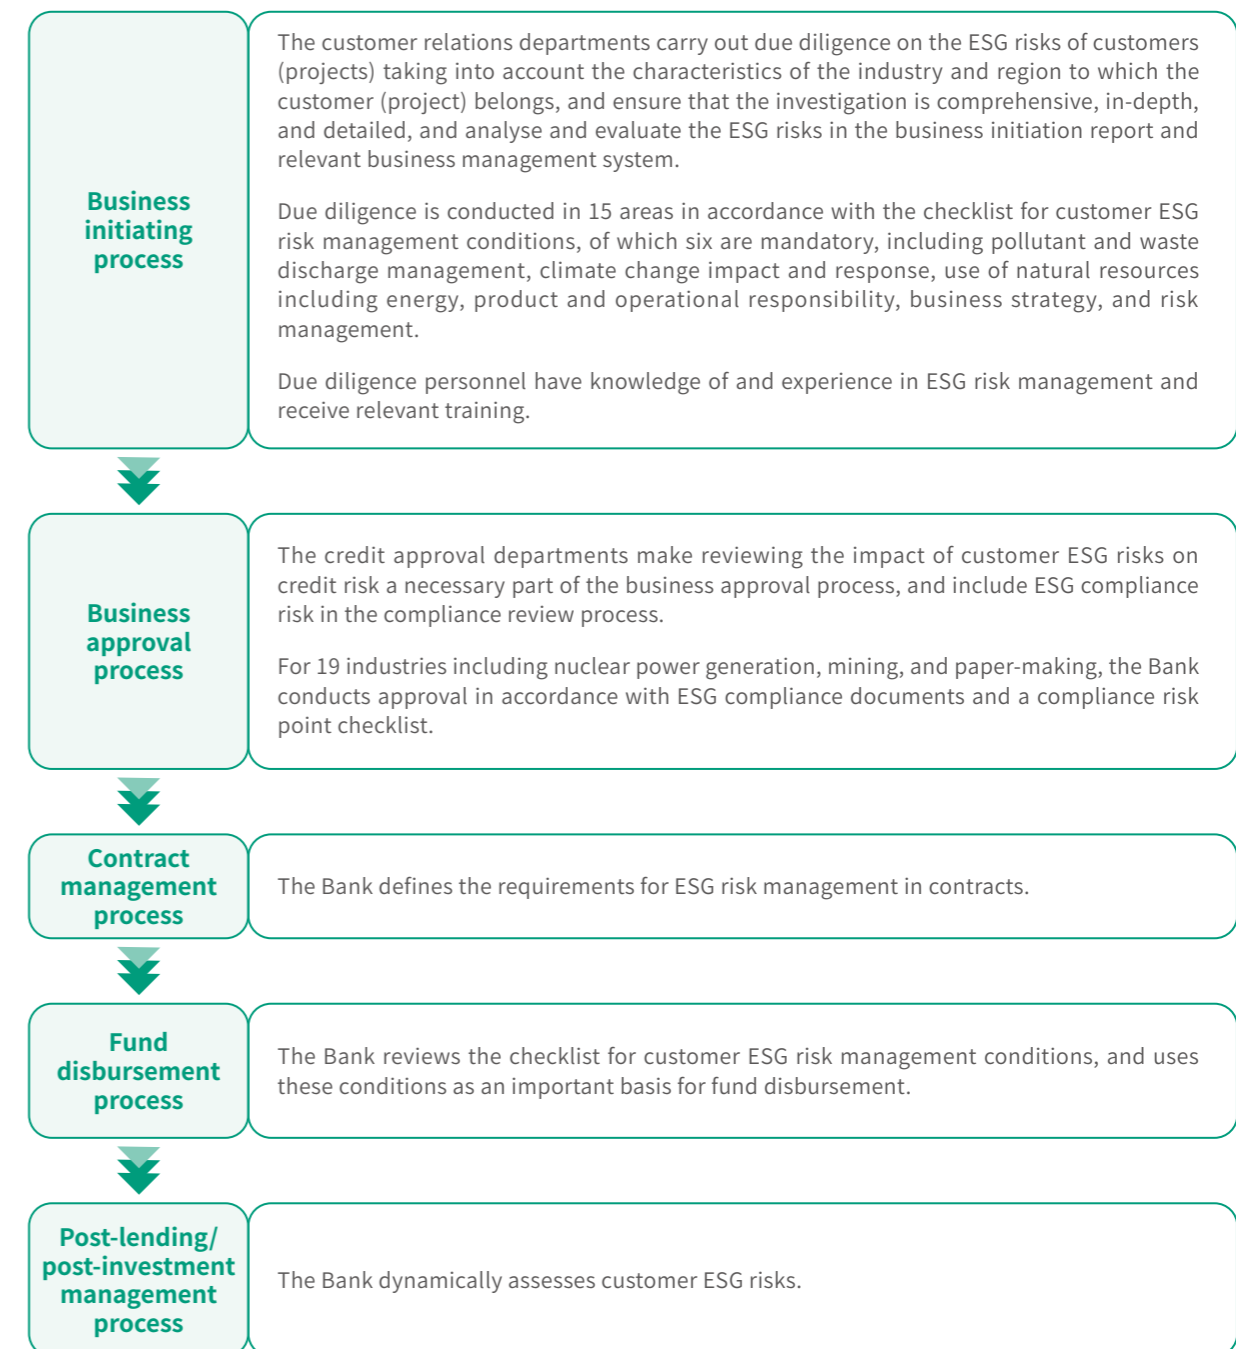 Business
initiating
process
The customer relations departments carry out due diligence on the ESG risks of customers
(projects) taking into account the characteristics of the industry and region to which the
customer (project) belongs, and ensure that the investigation is comprehensive, in-depth,
and detailed, and analyse and evaluate the ESG risks in the business initiation report and
relevant business management system.
Due diligence is conducted in 15 areas in accordance with the checklist for customer ESG
risk management conditions, of which six are mandatory, including pollutant and waste
discharge management, climate change impact and response, use of natural resources
including energy, product and operational responsibility, business strategy, and risk
management.
Due diligence personnel have knowledge of and experience in ESG risk management and
receive relevant training.
Business
approval
process
The credit approval departments make reviewing the impact of customer ESG risks on
credit risk a necessary part of the business approval process, and include ESG compliance
risk in the compliance review process.
For 19 industries including nuclear power generation, mining, and paper-making, the Bank
conducts approval in accordance with ESG compliance documents and a compliance risk
point checklist.
Contract
management
process
The Bank defines the requirements for ESG risk management in contracts.
Fund
disbursement
process
The Bank reviews the checklist for customer ESG risk management conditions, and uses
these conditions as an important basis for fund disbursement.
Post-lending/
post-investment
management
process
The Bank dynamically assesses customer ESG risks.